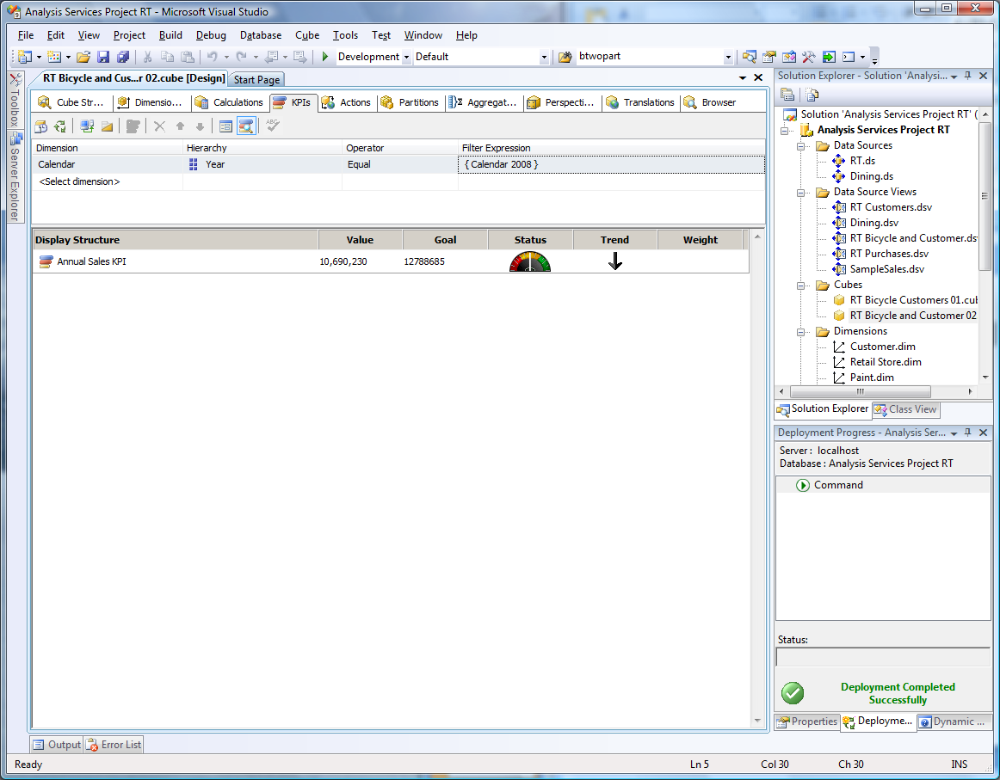 Analysis Services Project RT - Microsoft Visual Studio
File Edit View Project Build Debug Database Cube Tools Test Window Help
Development Default btwopart
RT Bicycle and Cus...r 02.cube [Design] Start Page
Cube Str... Dimensio... Calculations KPIs Actions Partitions Aggregat... Perspecti... Translations Browser
Toolbox
Server Explorer
Dimension Hierarchy Operator Filter Expression
Calendar Year Equal { Calendar 2008 }
<Select dimension>
Display Structure Value Goal Status Trend Weight
Annual Sales KPI 10,690,230 12788685
Solution Explorer - Solution 'Analysi...
Solution 'Analysis Services Project RT' (
Analysis Services Project RT
Data Sources
RT.ds
Dining.ds
Data Source Views
RT Customers.dsv
Dining.dsv
RT Bicycle and Customer.ds
RT Purchases.dsv
SampleSales.dsv
Cubes
RT Bicycle Customers 01.cu
RT Bicycle and Customer 02
Dimensions
Customer.dim
Retail Store.dim
Paint.dim
Solution Explorer Class View
Deployment Progress - Analysis Ser...
Server : localhost
Database : Analysis Services Project RT
Command
Status:
Deployment Completed
Successfully
Properties Deployme... Dynamic ...
Output Error List
Ready Ln 5 Col 30 Ch 30 INS